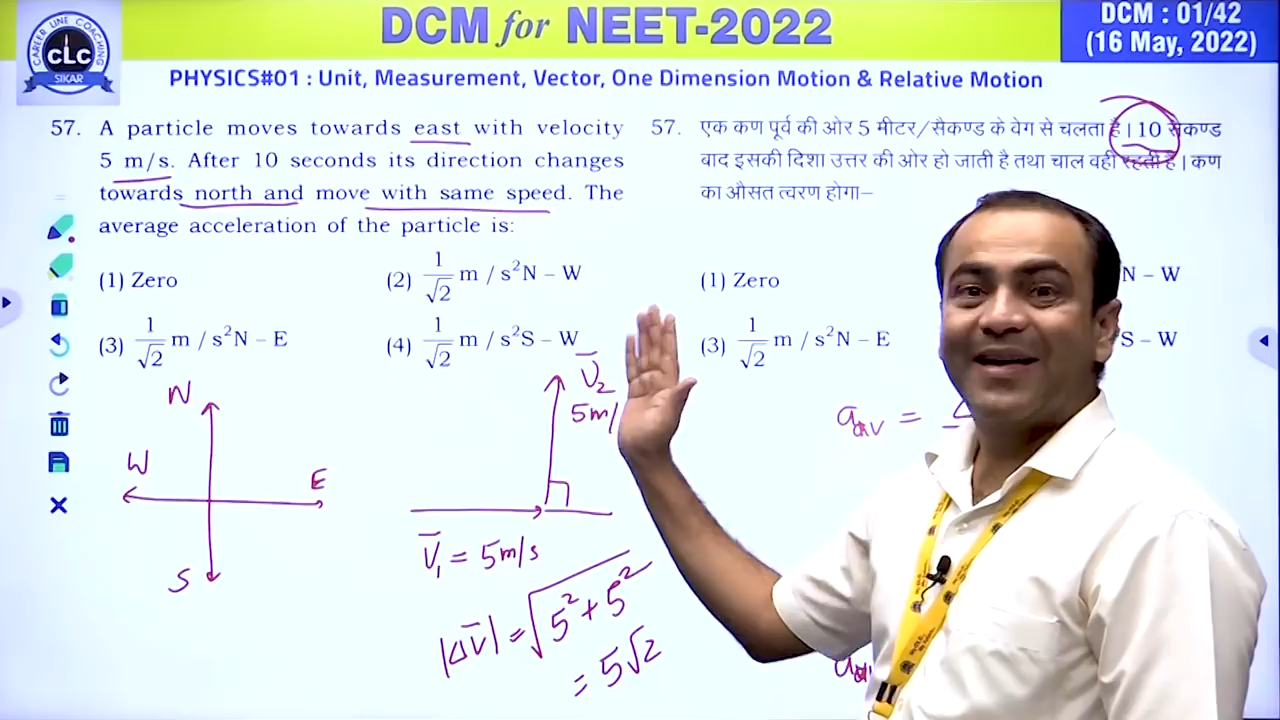 CAREER LINE COACHING
CLC
SIKAR
DCM for NEET-2022
DCM : 01/42
(16 May, 2022)
PHYSICS#01 : Unit, Measurement, Vector, One Dimension Motion & Relative Motion
57. A particle moves towards east with velocity
5 m/s. After 10 seconds its direction changes
towards north and move with same speed. The
average acceleration of the particle is:
(1) Zero
(2) 1/√2 m / s² N – W
(3) 1/√2 m / s² N – E
(4) 1/√2 m / s² S – W
57. एक कण पूर्व की ओर 5 मीटर/सैकण्ड के वेग से चलता है। 10 सैकण्ड
बाद इसकी दिशा उत्तर की ओर हो जाती है तथा चाल वही रहती है। कण
का औसत त्वरण होगा–
(1) Zero
N – W
(3) 1/√2 m / s² N – E
S – W
N
W
E
S
V̅₂
5m/
V̅₁ = 5m/s
|ΔV̅| = √5² + 5²
= 5√2
aav =